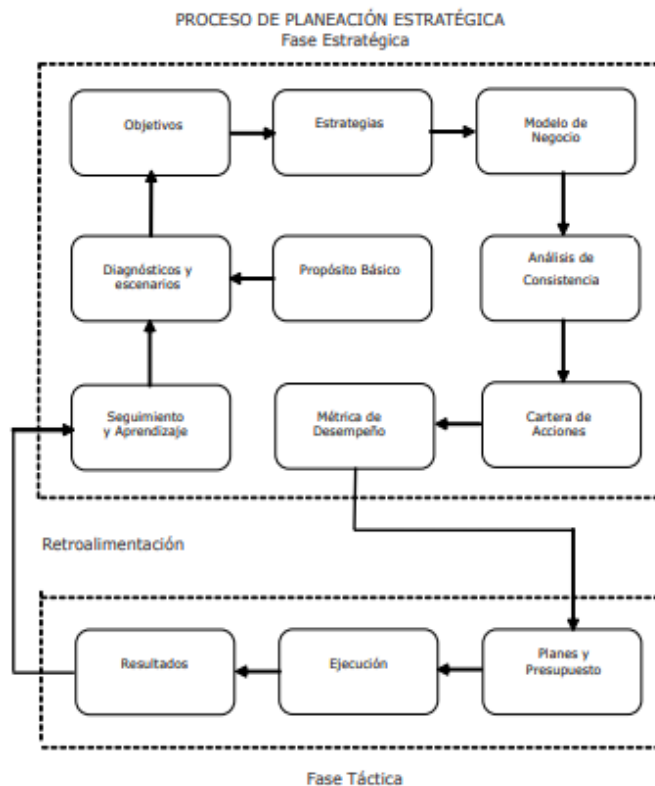 PROCESO DE PLANEACIÓN ESTRATÉGICA
Fase Estratégica
Objetivos
Estrategias
Modelo de
Negocio
Diagnósticos y
escenarios
Propósito Básico
Análisis de
Consistencia
Seguimiento
y Aprendizaje
Métrica de
Desempeño
Cartera de
Acciones
Retroalimentación
Resultados
Ejecución
Planes y
Presupuesto
Fase Táctica